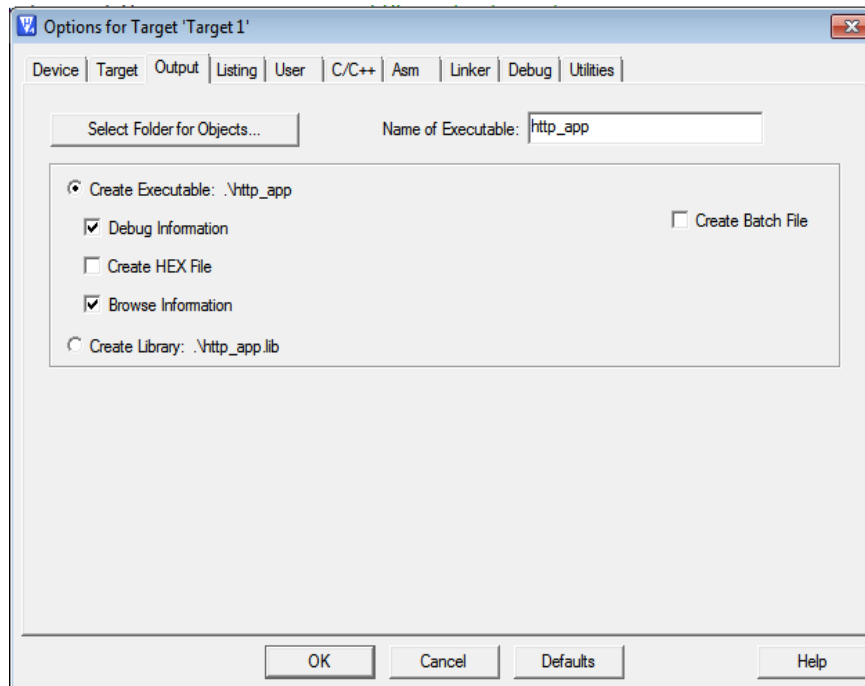 Options for Target 'Target 1'
Device Target Output Listing User C/C++ Asm Linker Debug Utilities
Select Folder for Objects... Name of Executable: http_app
Create Executable: .\http_app
Debug Information Create Batch File
Create HEX File
Browse Information
Create Library: .\http_app.lib
OK Cancel Defaults Help